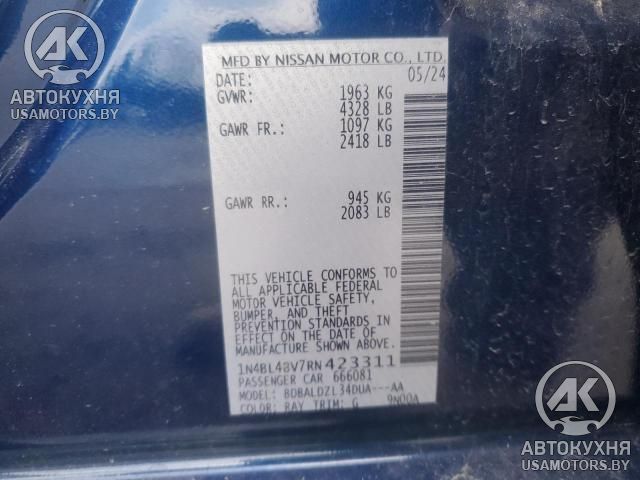 AK
АВТОКУХНЯ
USAMOTORS.BY
MFD BY NISSAN MOTOR CO., LTD.
DATE: 05/24
GVWR: 1963 KG
4328 LB
GAWR FR.: 1097 KG
2418 LB
GAWR RR.: 945 KG
2083 LB
THIS VEHICLE CONFORMS TO
ALL APPLICABLE FEDERAL
MOTOR VEHICLE SAFETY,
BUMPER, AND THEFT
PREVENTION STANDARDS IN
EFFECT ON THE DATE OF
MANUFACTURE SHOWN ABOVE.
1N4BL4BV7RN423311
PASSENGER CAR 666081
MODEL: BDBALDZL34DUA---AA
COLOR: RAY TRIM: G 9N00A
AK
АВТОКУХНЯ
USAMOTORS.BY